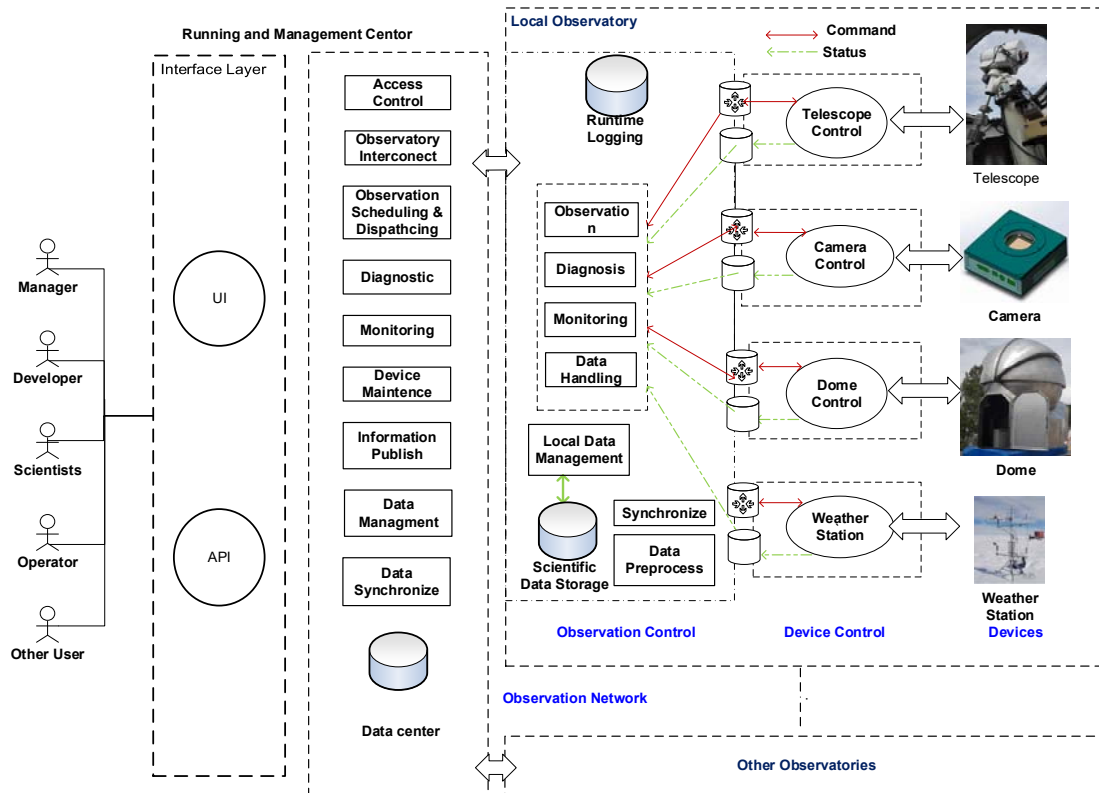 Running and Management Centor
Interface Layer
Manager
Developer
Scientists
Operator
Other User
UI
API
Access
Control
Observatory
Interconect
Observation
Scheduling &
Dispathcing
Diagnostic
Monitoring
Device
Maintence
Information
Publish
Data
Managment
Data
Synchronize
Data center
Local Observatory
Command
Status
Runtime
Logging
Observatio
n
Diagnosis
Monitoring
Data
Handling
Local Data
Management
Scientific
Data Storage
Synchronize
Data
Preprocess
Telescope
Control
Camera
Control
Dome
Control
Weather
Station
Telescope
Camera
Dome
Weather
Station
Observation Control
Device Control
Devices
Observation Network
Other Observatories